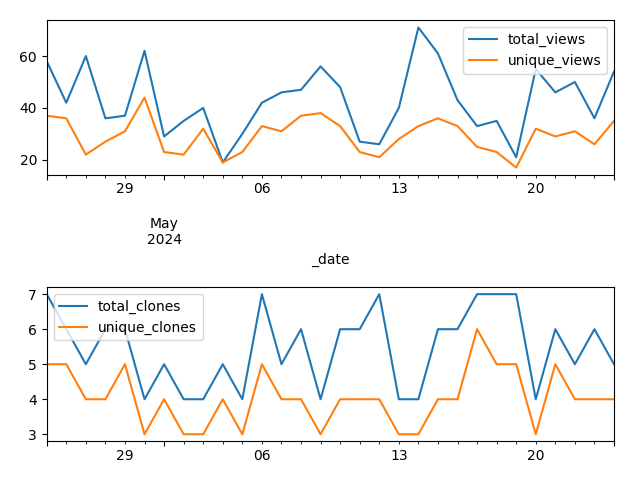 total_views
unique_views
60
40
20
29 06 13 20
May
2024
_date
total_clones
unique_clones
7
6
5
4
3
29 06 13 20